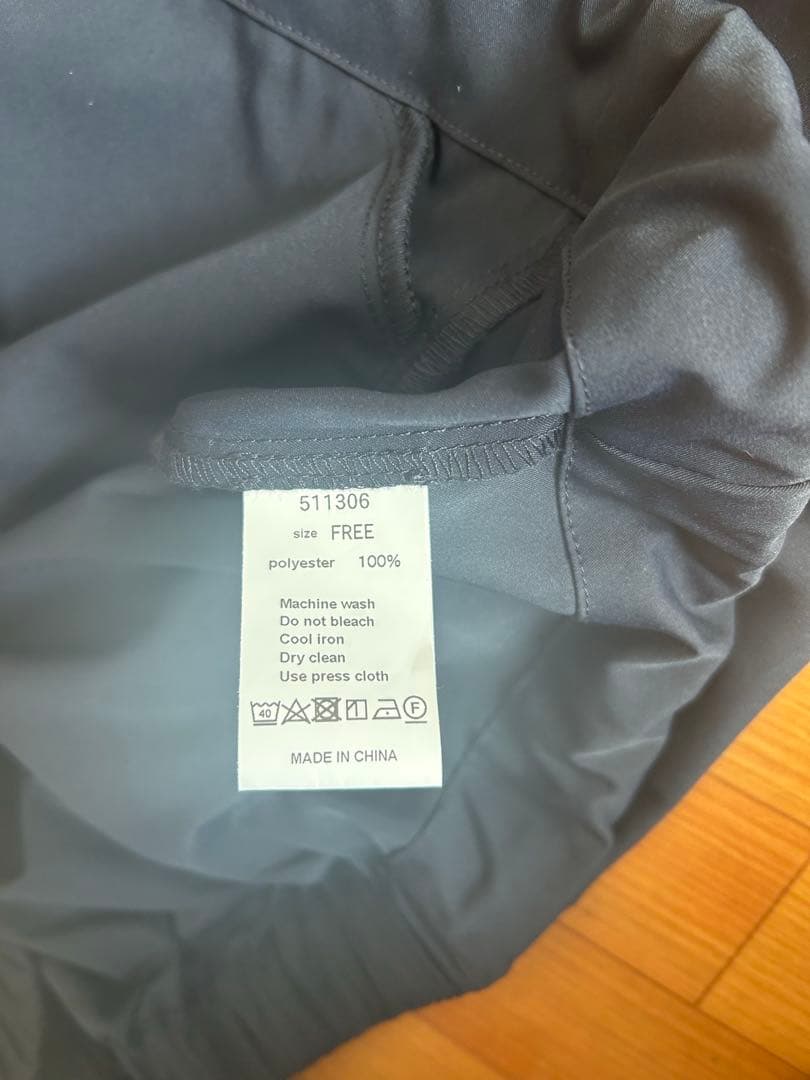 511306
size FREE
polyester 100%
Machine wash
Do not bleach
Cool iron
Dry clean
Use press cloth
40 F
MADE IN CHINA